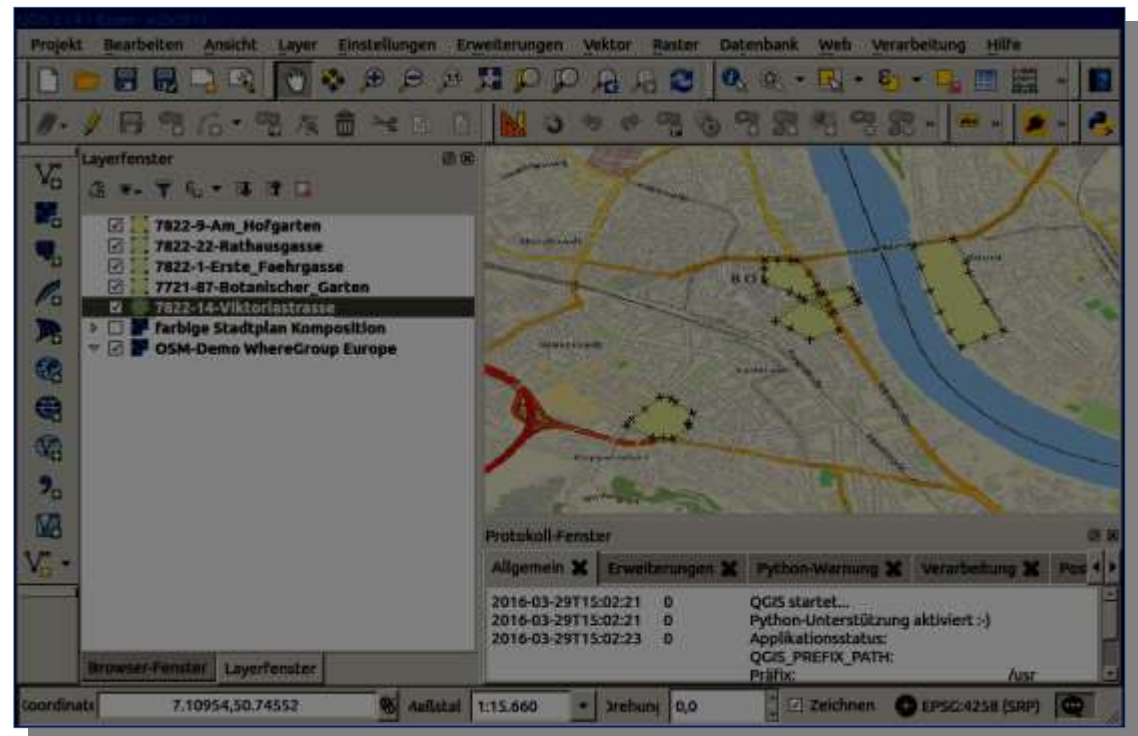 Projekt Bearbeiten Ansicht Layer Einstellungen Erweiterungen Vektor Raster Datenbank Web Verarbeitung Hilfe
Layerfenster
7822-9-Am_Hofgarten
7822-22-Rathausgasse
7822-1-Erste_Faehrgasse
7721-87-Botanischer_Garten
7822-14-Viktoriastrasse
farbige Stadtplan Komposition
OSM-Demo WhereGroup Europe
Protokoll-Fenster
Allgemein Erweiterungen Python-Warnung Verarbeitung Pos
2016-03-29T15:02:21 0 QGIS startet...
2016-03-29T15:02:21 0 Python-Unterstützung aktiviert :-)
2016-03-29T15:02:23 0 Applikationsstatus:
QGIS_PREFIX_PATH:
Präfix: /usr
Browser-Fenster Layerfenster
Coordinate 7.10954,50.74552 1:15.660 0,0 Zeichnen EPSG:4258 (SRP)